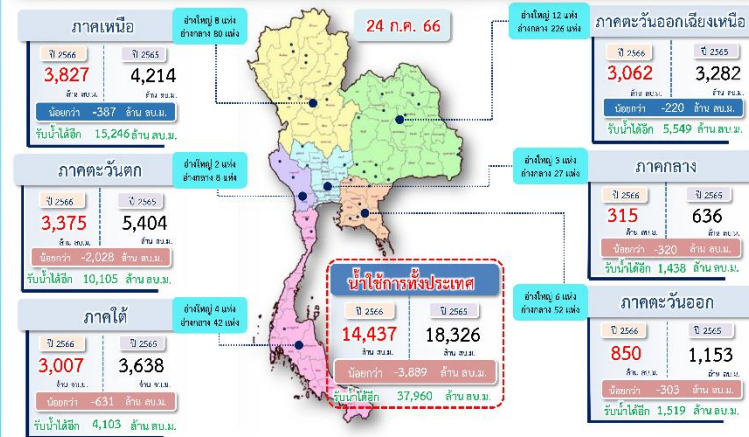 ภาคเหนือ
ปี 2566 ปี 2565
3,827 4,214
ล้าน ลบ.ม. ล้าน ลบ.ม.
น้อยกว่า -387 ล้าน ลบ.ม.
รับน้ำได้อีก 15,246 ล้าน ลบ.ม.
อ่างใหญ่ 8 แห่ง
อ่างกลาง 80 แห่ง
24 ก.ค. 66
อ่างใหญ่ 12 แห่ง
อ่างกลาง 226 แห่ง
ภาคตะวันออกเฉียงเหนือ
ปี 2566 ปี 2565
3,062 3,282
ล้าน ลบ.ม. ล้าน ลบ.ม.
น้อยกว่า -220 ล้าน ลบ.ม.
รับน้ำได้อีก 5,549 ล้าน ลบ.ม.
ภาคตะวันตก
ปี 2566 ปี 2565
3,375 5,404
ล้าน ลบ.ม. ล้าน ลบ.ม.
น้อยกว่า -2,028 ล้าน ลบ.ม.
รับน้ำได้อีก 10,105 ล้าน ลบ.ม.
อ่างใหญ่ 2 แห่ง
อ่างกลาง 8 แห่ง
อ่างใหญ่ 3 แห่ง
อ่างกลาง 27 แห่ง
ภาคกลาง
ปี 2566 ปี 2565
315 636
ล้าน ลบ.ม. ล้าน ลบ.ม.
น้อยกว่า -320 ล้าน ลบ.ม.
รับน้ำได้อีก 1,438 ล้าน ลบ.ม.
ภาคใต้
ปี 2566 ปี 2565
3,007 3,638
ล้าน ลบ.ม. ล้าน ลบ.ม.
น้อยกว่า -631 ล้าน ลบ.ม.
รับน้ำได้อีก 4,103 ล้าน ลบ.ม.
อ่างใหญ่ 4 แห่ง
อ่างกลาง 42 แห่ง
น้ำใช้การทั้งประเทศ
ปี 2566 ปี 2565
14,437 18,326
ล้าน ลบ.ม. ล้าน ลบ.ม.
น้อยกว่า -3,889 ล้าน ลบ.ม.
รับน้ำได้อีก 37,960 ล้าน ลบ.ม.
อ่างใหญ่ 6 แห่ง
อ่างกลาง 52 แห่ง
ภาคตะวันออก
ปี 2566 ปี 2565
850 1,153
ล้าน ลบ.ม. ล้าน ลบ.ม.
น้อยกว่า -303 ล้าน ลบ.ม.
รับน้ำได้อีก 1,519 ล้าน ลบ.ม.